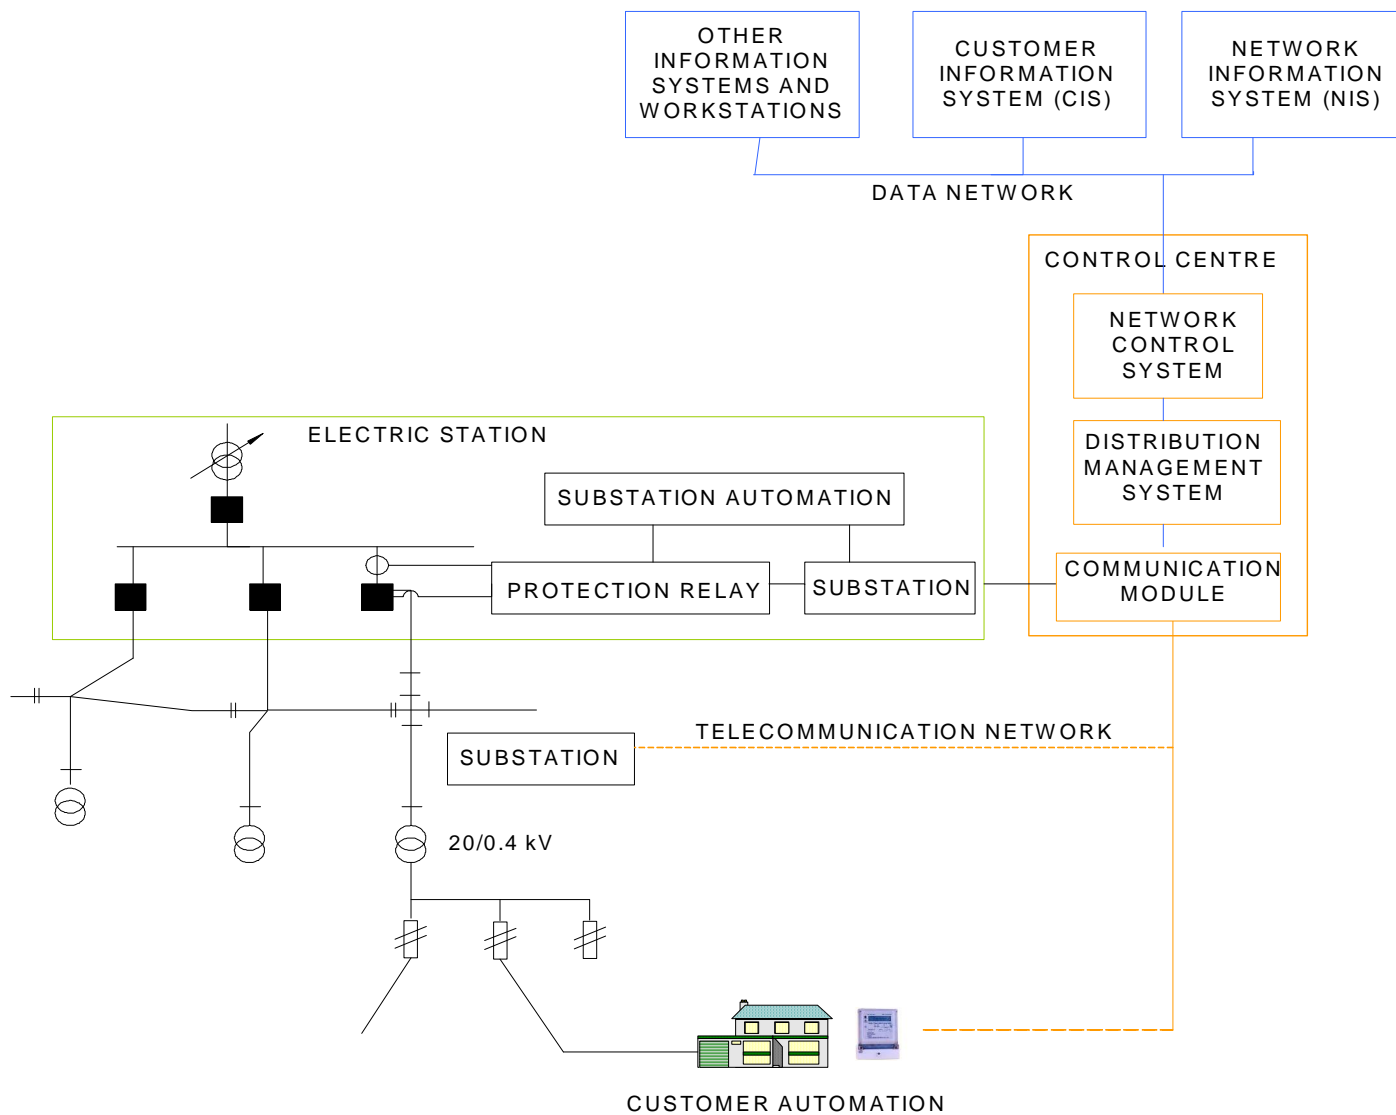 OTHER
INFORMATION
SYSTEMS AND
WORKSTATIONS
CUSTOMER
INFORMATION
SYSTEM (CIS)
NETWORK
INFORMATION
SYSTEM (NIS)
DATA NETWORK
CONTROL CENTRE
NETWORK
CONTROL
SYSTEM
DISTRIBUTION
MANAGEMENT
SYSTEM
COMMUNICATION
MODULE
ELECTRIC STATION
SUBSTATION AUTOMATION
PROTECTION RELAY
SUBSTATION
TELECOMMUNICATION NETWORK
SUBSTATION
20/0.4 kV
CUSTOMER AUTOMATION